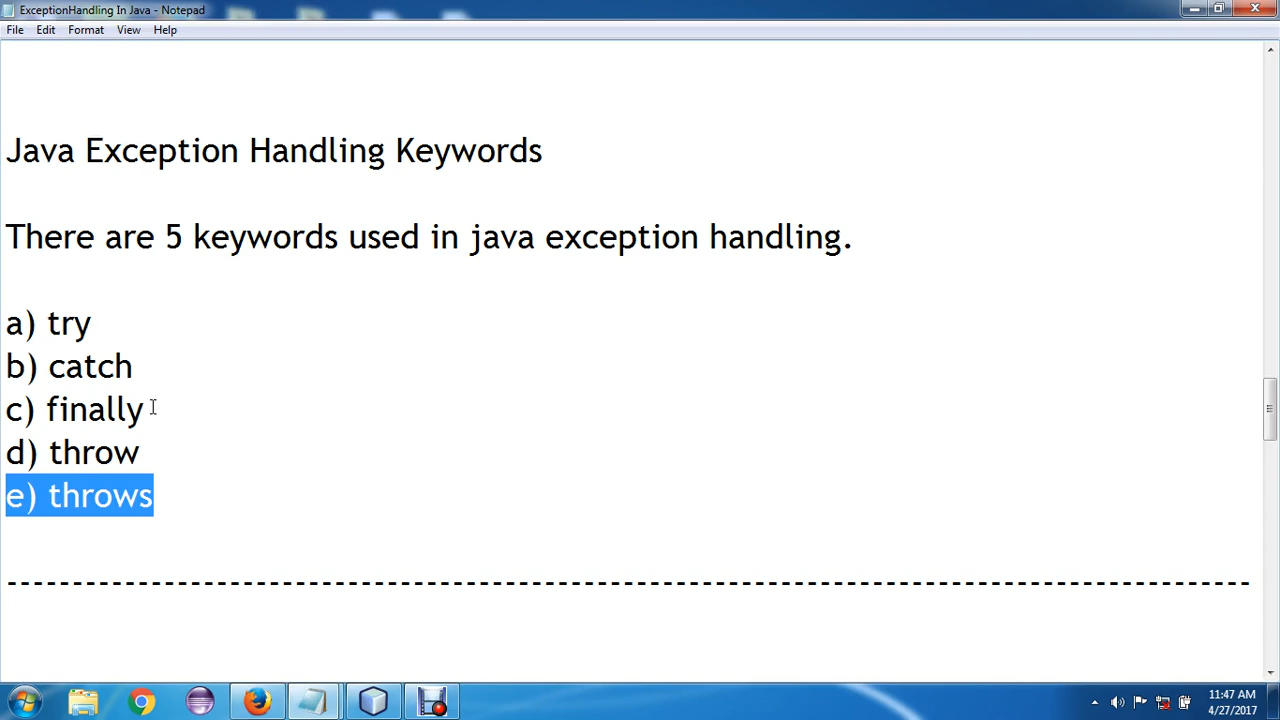 ExceptionHandling In Java - Notepad
File Edit Format View Help
Java Exception Handling Keywords
There are 5 keywords used in java exception handling.
a) try
b) catch
c) finally
d) throw
e) throws
------------------------------------------------------------------------------------------------
11:47 AM
4/27/2017